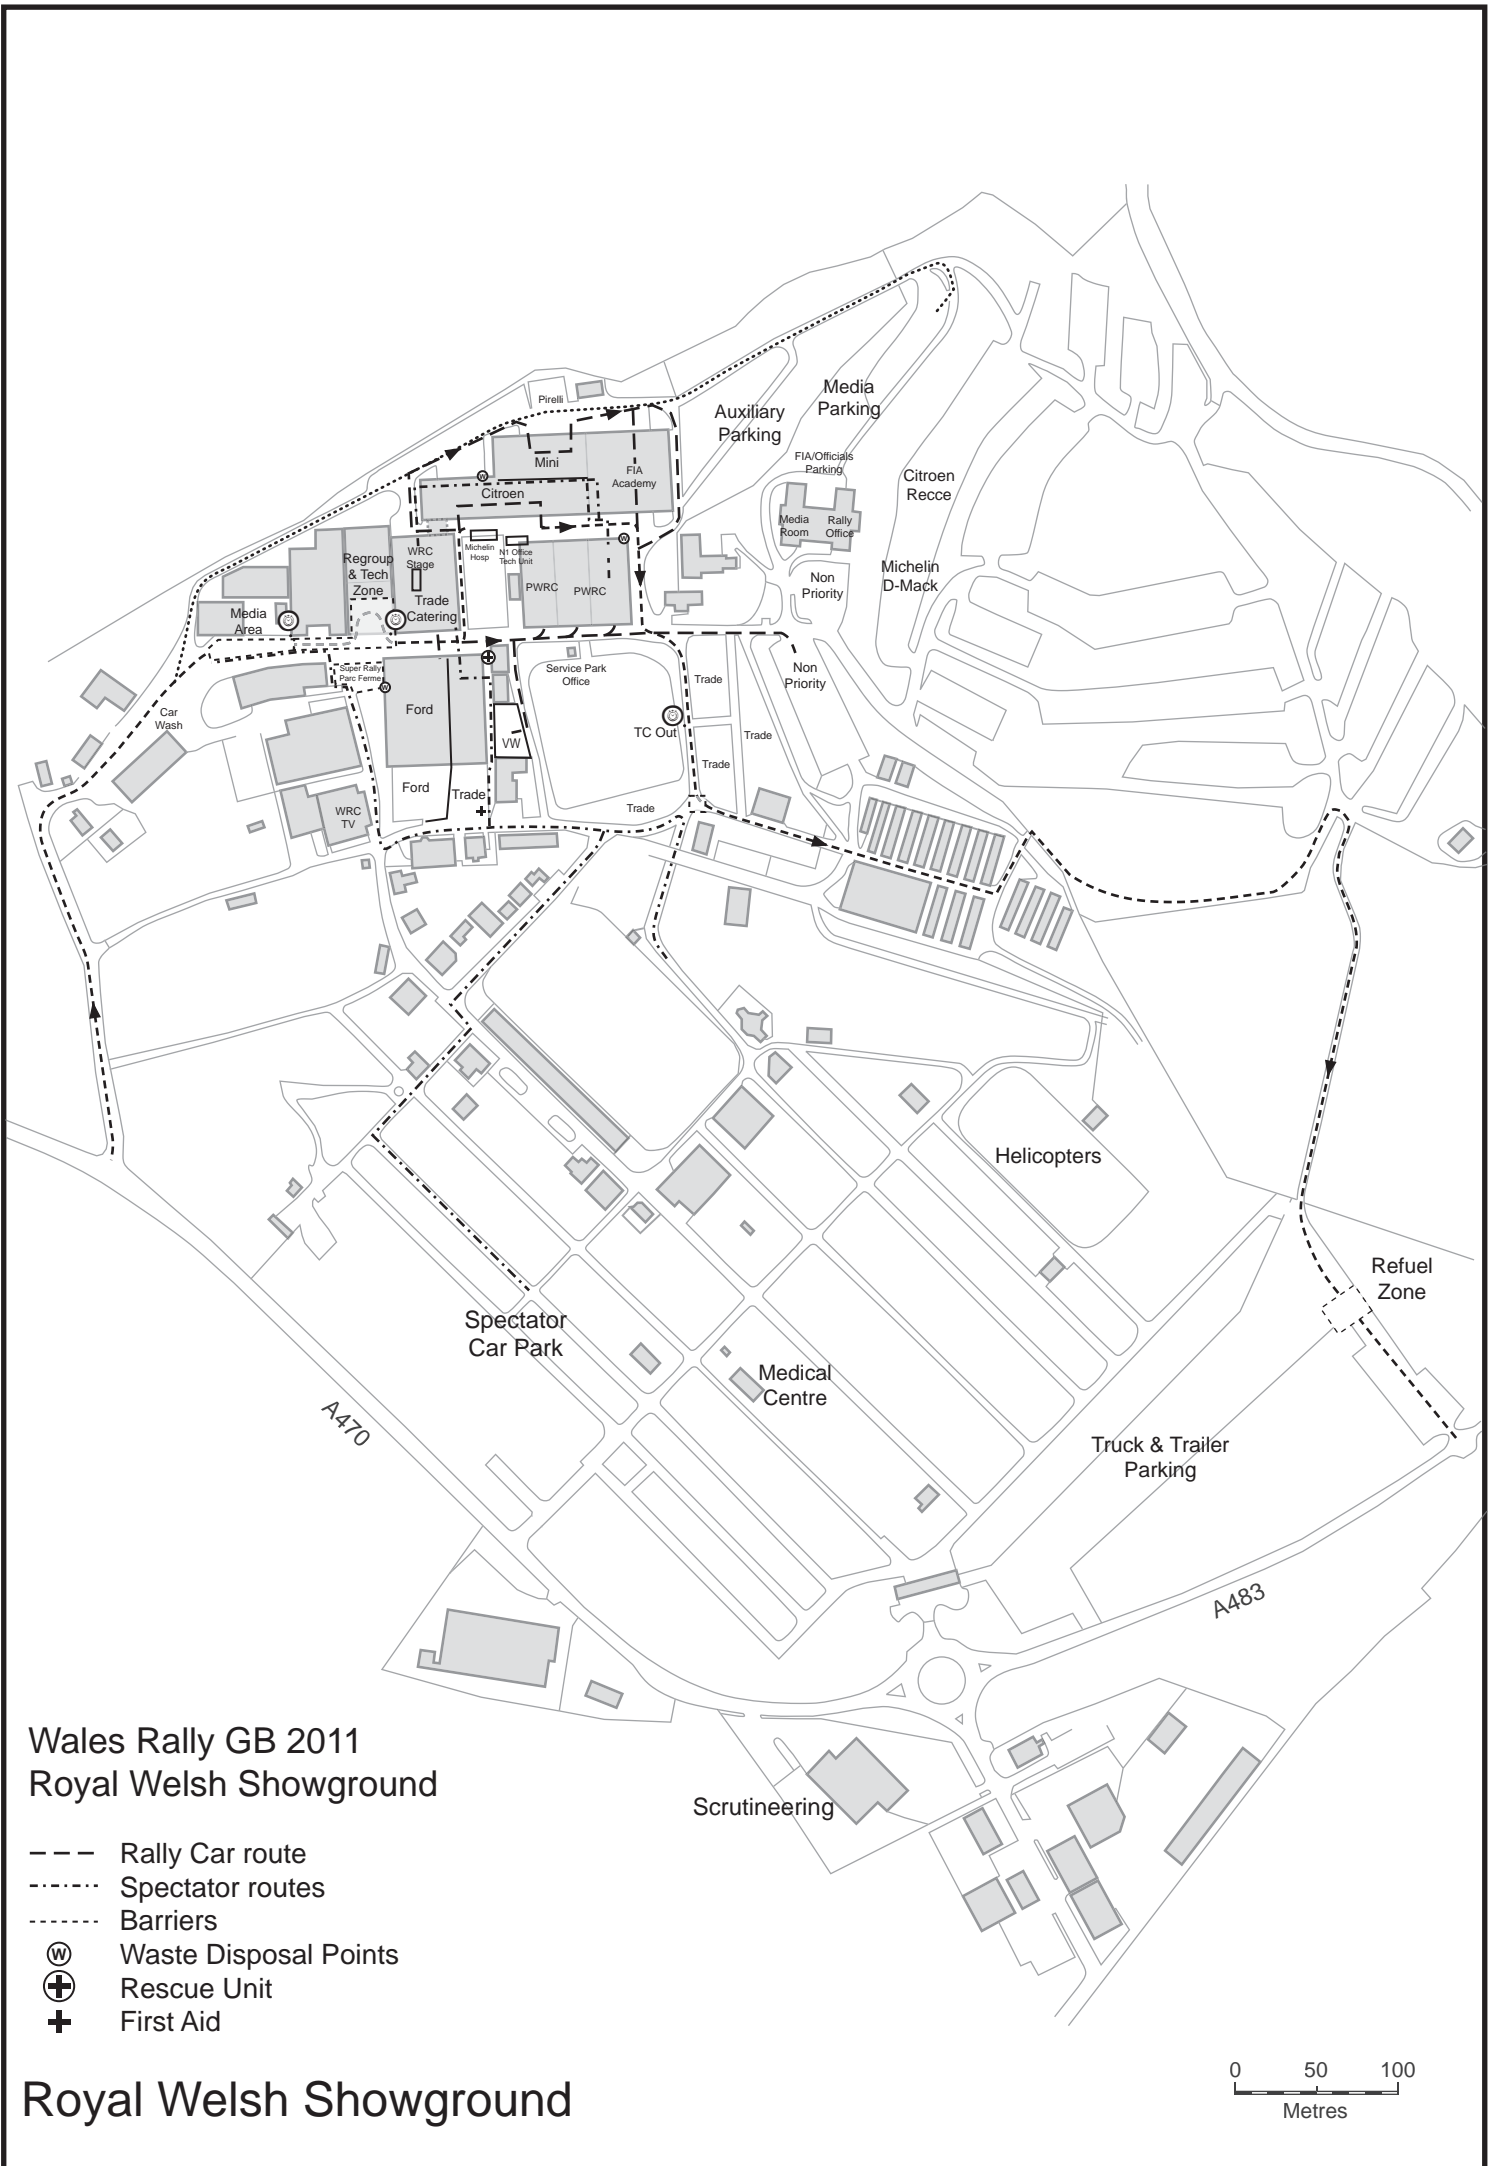 Pirelli
Media
Parking
Auxiliary
Parking
FIA/Officials
Parking
Mini
FIA
Academy
Citroen
Recce
Citroen
W
Media
Room
Rally
Office
W
Michelin
Hosp
N1 Office
Tech Unit
WRC
Stage
Regroup
& Tech
Zone
Michelin
D-Mack
Non
Priority
PWRC
PWRC
Trade
Catering
Media
Area
Super Rally
Parc Ferme
W
Service Park
Office
Non
Priority
Trade
Car
Wash
Ford
TC Out
Trade
VW
Trade
Ford
Trade
Trade
WRC
TV
Helicopters
Refuel
Zone
Spectator
Car Park
Medical
Centre
A470
Truck & Trailer
Parking
A483
Scrutineering
Wales Rally GB 2011
Royal Welsh Showground
Rally Car route
Spectator routes
Barriers
W Waste Disposal Points
Rescue Unit
First Aid
Royal Welsh Showground
0 50 100
Metres